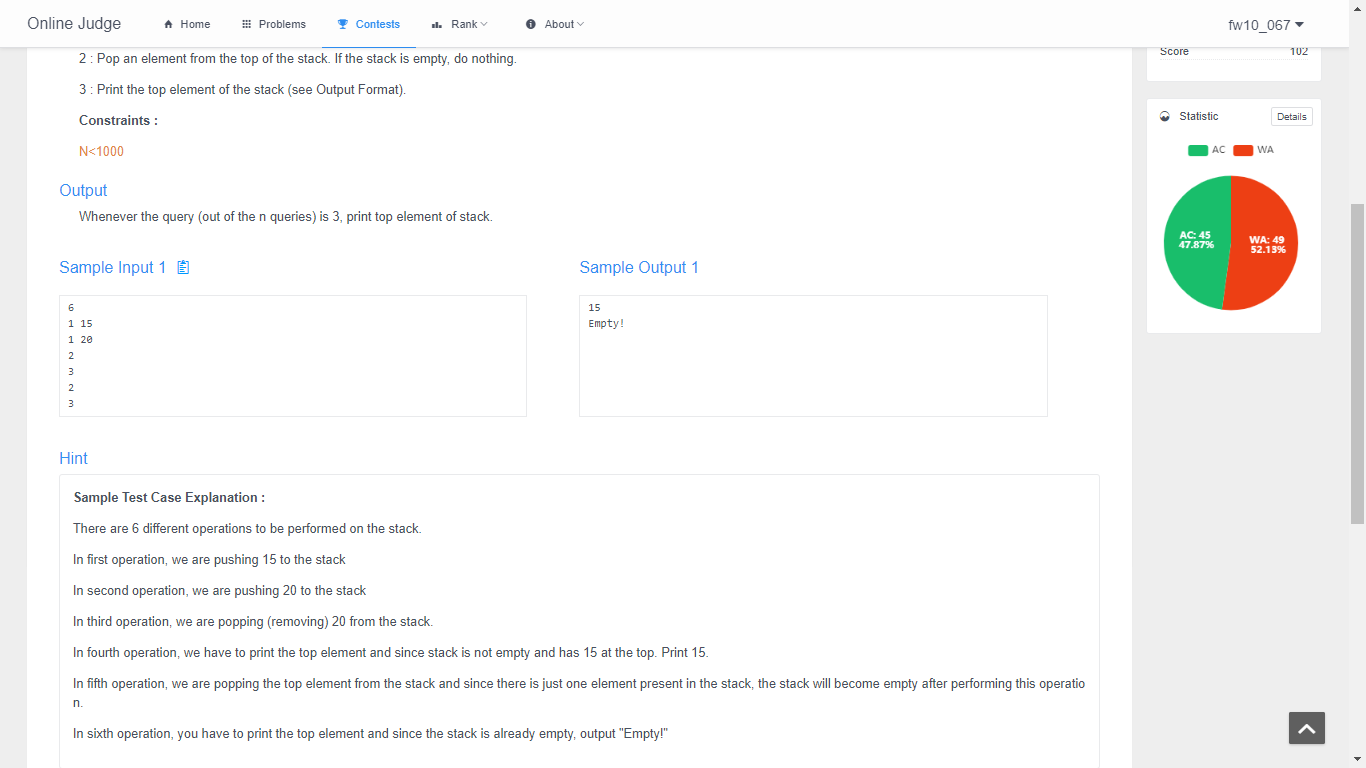 Online Judge
Home
Problems
Contests
Rank
About
fw10_067
2 : Pop an element from the top of the stack. If the stack is empty, do nothing.
3 : Print the top element of the stack (see Output Format).
Constraints :
N<1000
Output
Whenever the query (out of the n queries) is 3, print top element of stack.
Sample Input 1
6
1 15
1 20
2
3
2
3
Sample Output 1
15
Empty!
Hint
Sample Test Case Explanation :
There are 6 different operations to be performed on the stack.
In first operation, we are pushing 15 to the stack
In second operation, we are pushing 20 to the stack
In third operation, we are popping (removing) 20 from the stack.
In fourth operation, we have to print the top element and since stack is not empty and has 15 at the top. Print 15.
In fifth operation, we are popping the top element from the stack and since there is just one element present in the stack, the stack will become empty after performing this operatio
n.
In sixth operation, you have to print the top element and since the stack is already empty, output "Empty!"
Score 102
Statistic
Details
AC WA
AC: 45
47.87%
WA: 49
52.13%